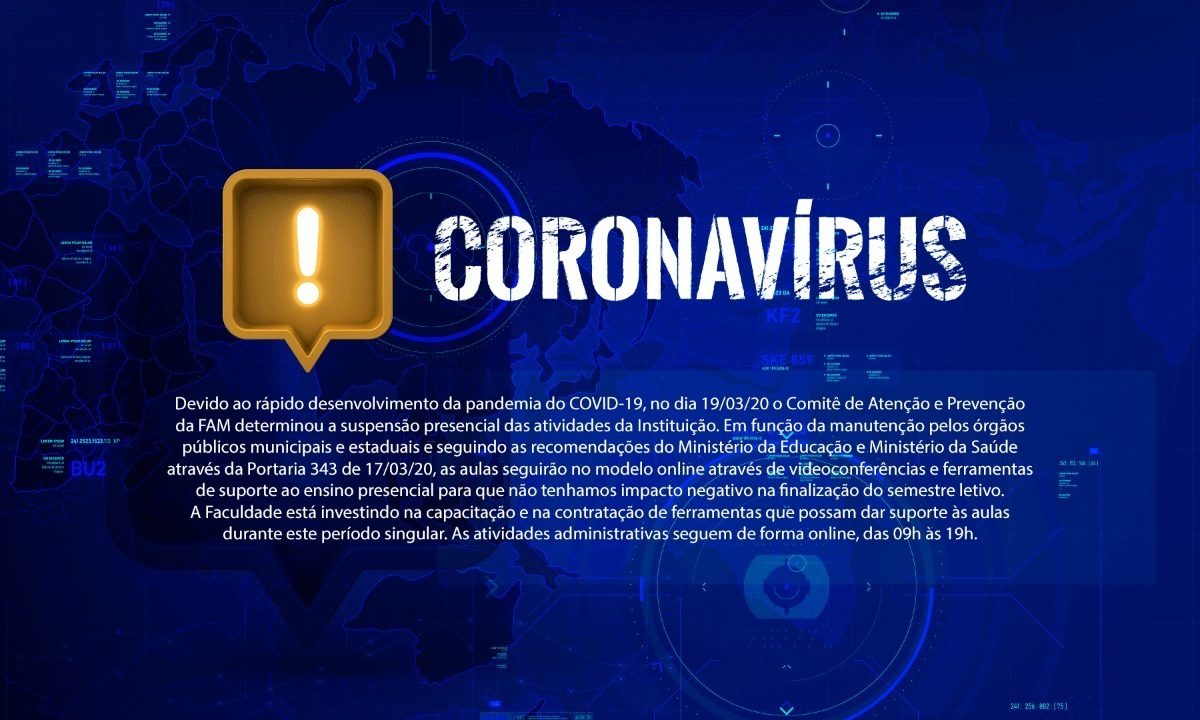 CORONAVÍRUS
KF2
SKE 859
Devido ao rápido desenvolvimento da pandemia do COVID-19, no dia 19/03/20 o Comitê de Atenção e Prevenção
da FAM determinou a suspensão presencial das atividades da Instituição. Em função da manutenção pelos órgãos
públicos municipais e estaduais e seguindo as recomendações do Ministério da Educação e Ministério da Saúde
através da Portaria 343 de 17/03/20, as aulas seguirão no modelo online através de videoconferências e ferramentas
de suporte ao ensino presencial para que não tenhamos impacto negativo na finalização do semestre letivo.
A Faculdade está investindo na capacitação e na contratação de ferramentas que possam dar suporte às aulas
durante este período singular. As atividades administrativas seguem de forma online, das 09h às 19h.
BU2